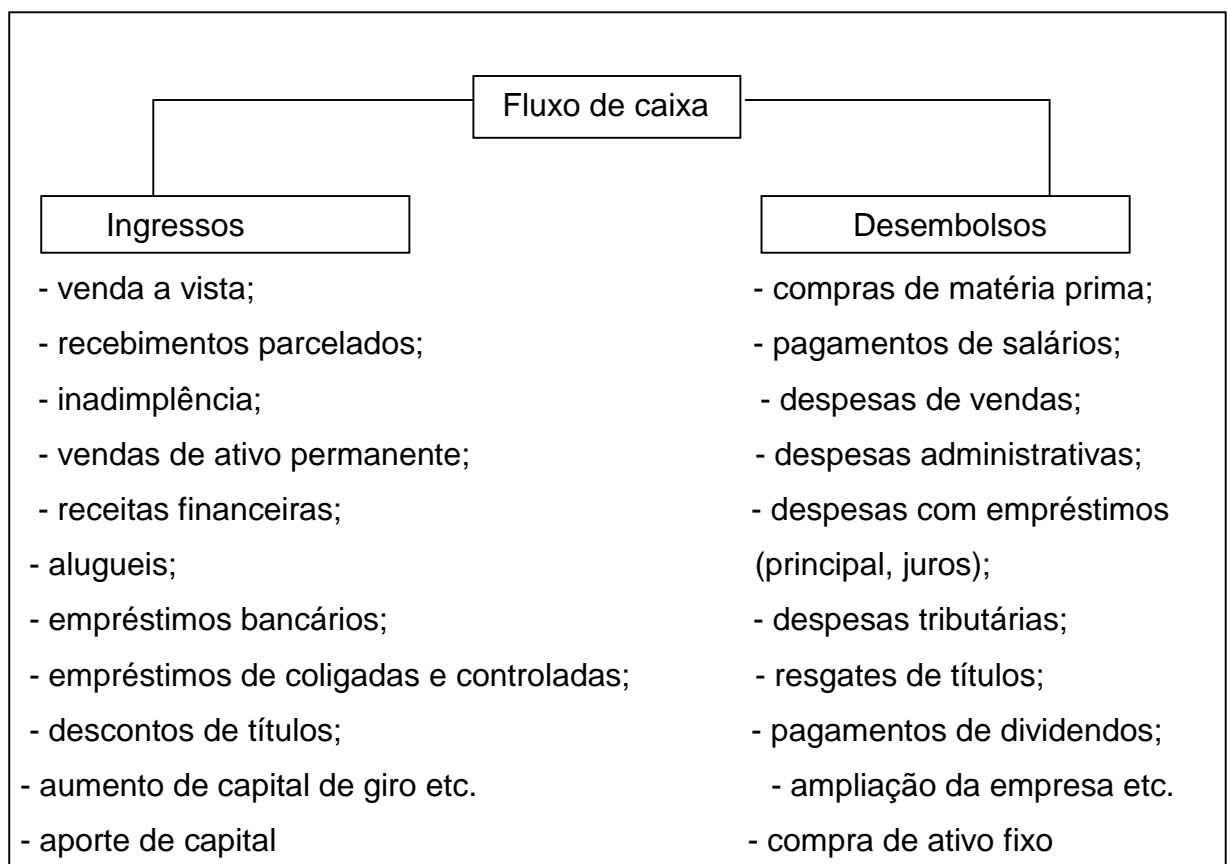 Fluxo de caixa
Ingressos
- venda a vista;
- recebimentos parcelados;
- inadimplência;
- vendas de ativo permanente;
- receitas financeiras;
- alugueis;
- empréstimos bancários;
- empréstimos de coligadas e controladas;
- descontos de títulos;
- aumento de capital de giro etc.
- aporte de capital
Desembolsos
- compras de matéria prima;
- pagamentos de salários;
- despesas de vendas;
- despesas administrativas;
- despesas com empréstimos
(principal, juros);
- despesas tributárias;
- resgates de títulos;
- pagamentos de dividendos;
- ampliação da empresa etc.
- compra de ativo fixo